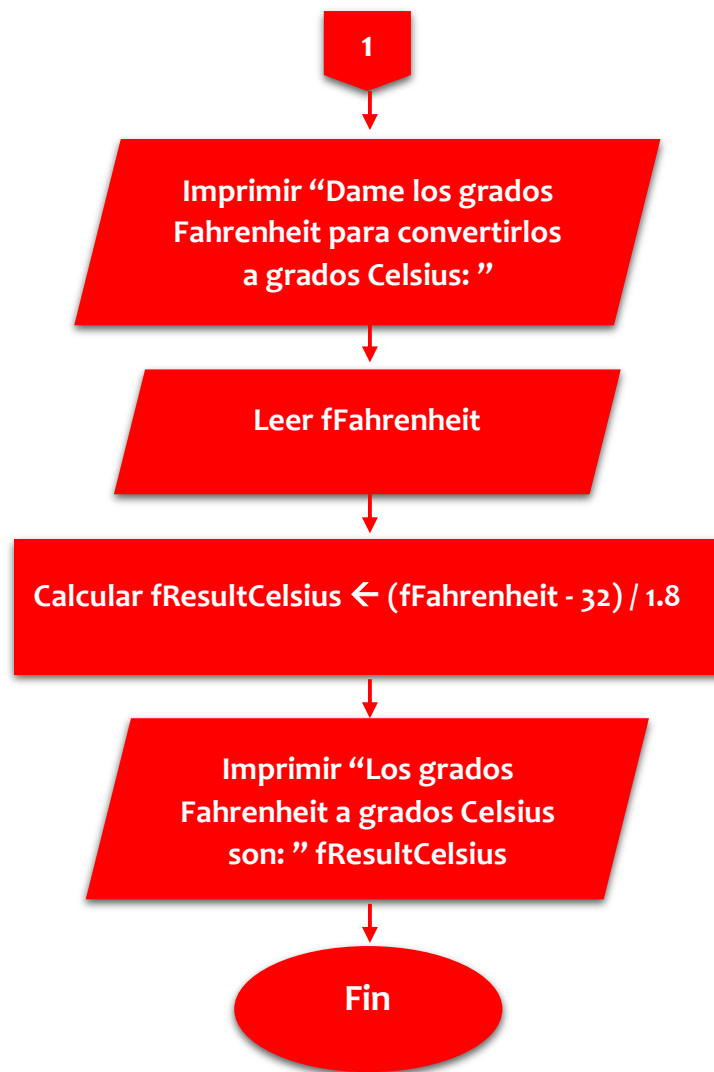 1
Imprimir “Dame los grados
Fahrenheit para convertirlos
a grados Celsius: ”
Leer fFahrenheit
Calcular fResultCelsius ← (fFahrenheit - 32) / 1.8
Imprimir “Los grados
Fahrenheit a grados Celsius
son: ” fResultCelsius
Fin